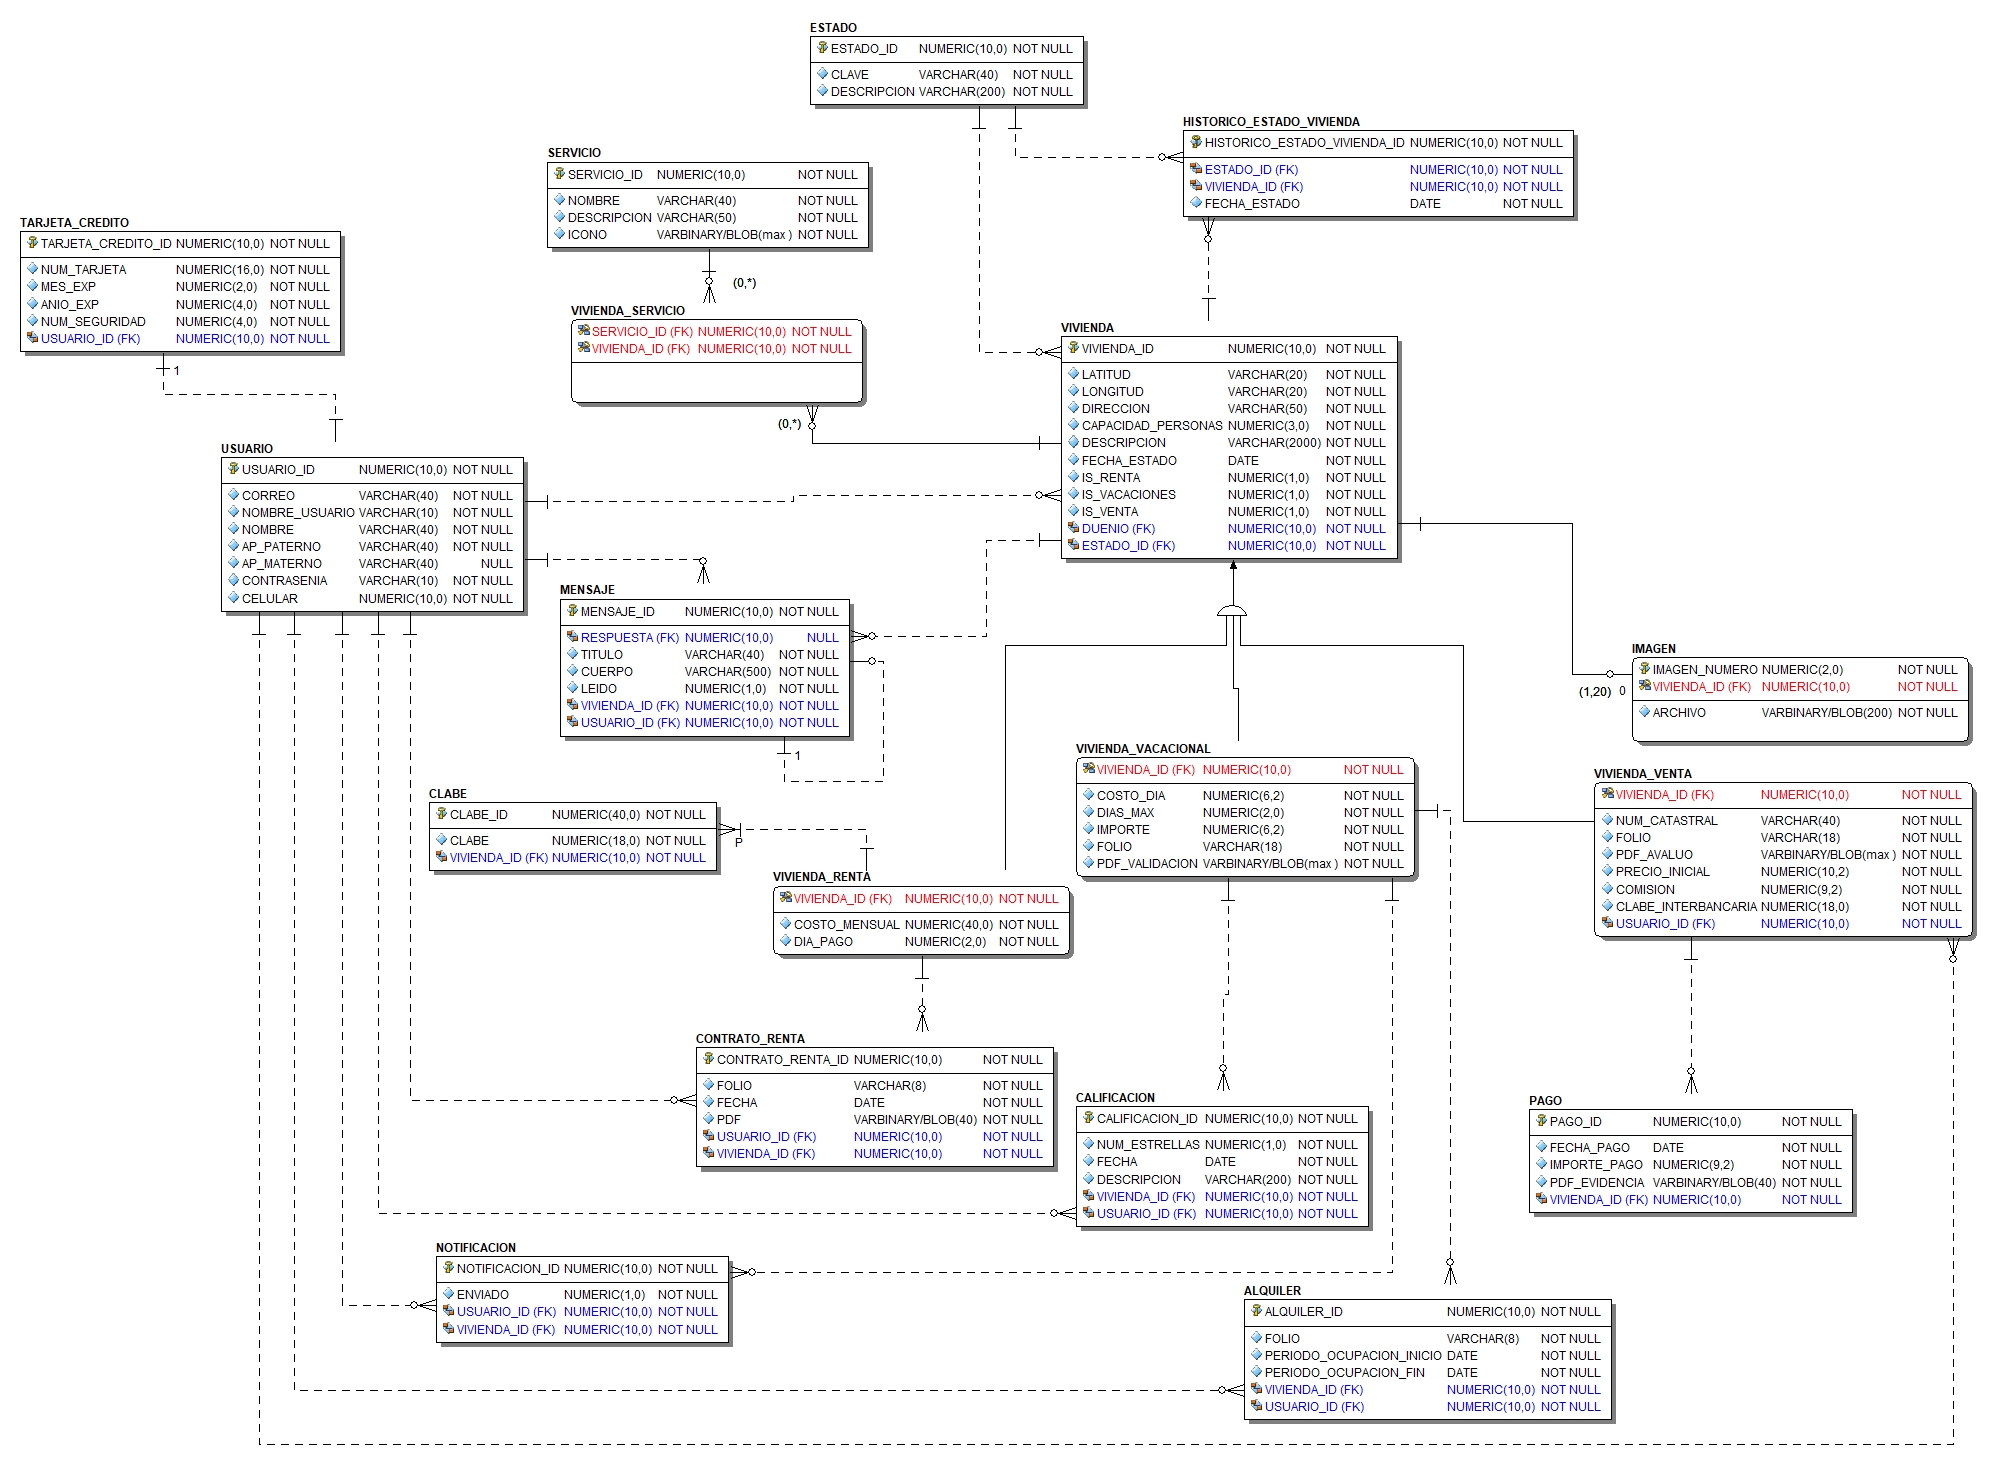 ESTADO
ESTADO_ID NUMERIC(10,0) NOT NULL
CLAVE VARCHAR(40) NOT NULL
DESCRIPCION VARCHAR(200) NOT NULL
HISTORICO_ESTADO_VIVIENDA
HISTORICO_ESTADO_VIVIENDA_ID NUMERIC(10,0) NOT NULL
ESTADO_ID (FK) NUMERIC(10,0) NOT NULL
VIVIENDA_ID (FK) NUMERIC(10,0) NOT NULL
FECHA_ESTADO DATE NOT NULL
SERVICIO
SERVICIO_ID NUMERIC(10,0) NOT NULL
NOMBRE VARCHAR(40) NOT NULL
DESCRIPCION VARCHAR(50) NOT NULL
ICONO VARBINARY/BLOB(max ) NOT NULL
(0,*)
TARJETA_CREDITO
TARJETA_CREDITO_ID NUMERIC(10,0) NOT NULL
NUM_TARJETA NUMERIC(16,0) NOT NULL
MES_EXP NUMERIC(2,0) NOT NULL
ANIO_EXP NUMERIC(4,0) NOT NULL
NUM_SEGURIDAD NUMERIC(4,0) NOT NULL
USUARIO_ID (FK) NUMERIC(10,0) NOT NULL
1
VIVIENDA_SERVICIO
SERVICIO_ID (FK) NUMERIC(10,0) NOT NULL
VIVIENDA_ID (FK) NUMERIC(10,0) NOT NULL
(0,*)
VIVIENDA
VIVIENDA_ID NUMERIC(10,0) NOT NULL
LATITUD VARCHAR(20) NOT NULL
LONGITUD VARCHAR(20) NOT NULL
DIRECCION VARCHAR(50) NOT NULL
CAPACIDAD_PERSONAS NUMERIC(3,0) NOT NULL
DESCRIPCION VARCHAR(2000) NOT NULL
FECHA_ESTADO DATE NOT NULL
IS_RENTA NUMERIC(1,0) NOT NULL
IS_VACACIONES NUMERIC(1,0) NOT NULL
IS_VENTA NUMERIC(1,0) NOT NULL
DUENIO (FK) NUMERIC(10,0) NOT NULL
ESTADO_ID (FK) NUMERIC(10,0) NOT NULL
USUARIO
USUARIO_ID NUMERIC(10,0) NOT NULL
CORREO VARCHAR(40) NOT NULL
NOMBRE_USUARIO VARCHAR(10) NOT NULL
NOMBRE VARCHAR(40) NOT NULL
AP_PATERNO VARCHAR(40) NOT NULL
AP_MATERNO VARCHAR(40) NULL
CONTRASENIA VARCHAR(10) NOT NULL
CELULAR NUMERIC(10,0) NOT NULL
MENSAJE
MENSAJE_ID NUMERIC(10,0) NOT NULL
RESPUESTA (FK) NUMERIC(10,0) NULL
TITULO VARCHAR(40) NOT NULL
CUERPO VARCHAR(500) NOT NULL
LEIDO NUMERIC(1,0) NOT NULL
VIVIENDA_ID (FK) NUMERIC(10,0) NOT NULL
USUARIO_ID (FK) NUMERIC(10,0) NOT NULL
1
IMAGEN
IMAGEN_NUMERO NUMERIC(2,0) NOT NULL
VIVIENDA_ID (FK) NUMERIC(10,0) NOT NULL
ARCHIVO VARBINARY/BLOB(200) NOT NULL
(1,20) 0
VIVIENDA_VACACIONAL
VIVIENDA_ID (FK) NUMERIC(10,0) NOT NULL
COSTO_DIA NUMERIC(6,2) NOT NULL
DIAS_MAX NUMERIC(2,0) NOT NULL
IMPORTE NUMERIC(6,2) NOT NULL
FOLIO VARCHAR(18) NOT NULL
PDF_VALIDACION VARBINARY/BLOB(max ) NOT NULL
VIVIENDA_VENTA
VIVIENDA_ID (FK) NUMERIC(10,0) NOT NULL
NUM_CATASTRAL VARCHAR(40) NOT NULL
FOLIO VARCHAR(18) NOT NULL
PDF_AVALUO VARBINARY/BLOB(max ) NOT NULL
PRECIO_INICIAL NUMERIC(10,2) NOT NULL
COMISION NUMERIC(9,2) NOT NULL
CLABE_INTERBANCARIA NUMERIC(18,0) NOT NULL
USUARIO_ID (FK) NUMERIC(10,0) NOT NULL
CLABE
CLABE_ID NUMERIC(40,0) NOT NULL
CLABE NUMERIC(18,0) NOT NULL
VIVIENDA_ID (FK) NUMERIC(10,0) NOT NULL
P
VIVIENDA_RENTA
VIVIENDA_ID (FK) NUMERIC(10,0) NOT NULL
COSTO_MENSUAL NUMERIC(40,0) NOT NULL
DIA_PAGO NUMERIC(2,0) NOT NULL
CONTRATO_RENTA
CONTRATO_RENTA_ID NUMERIC(10,0) NOT NULL
FOLIO VARCHAR(8) NOT NULL
FECHA DATE NOT NULL
PDF VARBINARY/BLOB(40) NOT NULL
USUARIO_ID (FK) NUMERIC(10,0) NOT NULL
VIVIENDA_ID (FK) NUMERIC(10,0) NOT NULL
CALIFICACION
CALIFICACION_ID NUMERIC(10,0) NOT NULL
NUM_ESTRELLAS NUMERIC(1,0) NOT NULL
FECHA DATE NOT NULL
DESCRIPCION VARCHAR(200) NOT NULL
VIVIENDA_ID (FK) NUMERIC(10,0) NOT NULL
USUARIO_ID (FK) NUMERIC(10,0) NOT NULL
PAGO
PAGO_ID NUMERIC(10,0) NOT NULL
FECHA_PAGO DATE NOT NULL
IMPORTE_PAGO NUMERIC(9,2) NOT NULL
PDF_EVIDENCIA VARBINARY/BLOB(40) NOT NULL
VIVIENDA_ID (FK) NUMERIC(10,0) NOT NULL
NOTIFICACION
NOTIFICACION_ID NUMERIC(10,0) NOT NULL
ENVIADO NUMERIC(1,0) NOT NULL
USUARIO_ID (FK) NUMERIC(10,0) NOT NULL
VIVIENDA_ID (FK) NUMERIC(10,0) NOT NULL
ALQUILER
ALQUILER_ID NUMERIC(10,0) NOT NULL
FOLIO VARCHAR(8) NOT NULL
PERIODO_OCUPACION_INICIO DATE NOT NULL
PERIODO_OCUPACION_FIN DATE NOT NULL
VIVIENDA_ID (FK) NUMERIC(10,0) NOT NULL
USUARIO_ID (FK) NUMERIC(10,0) NOT NULL